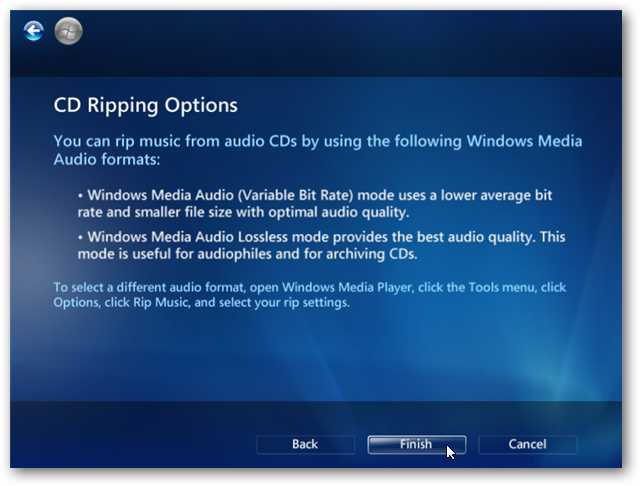 CD Ripping Options
You can rip music from audio CDs by using the following Windows Media
Audio formats:
• Windows Media Audio (Variable Bit Rate) mode uses a lower average bit
rate and smaller file size with optimal audio quality.
• Windows Media Audio Lossless mode provides the best audio quality. This
mode is useful for audiophiles and for archiving CDs.
To select a different audio format, open Windows Media Player, click the Tools menu, click
Options, click Rip Music, and select your rip settings.
Back
Finish
Cancel